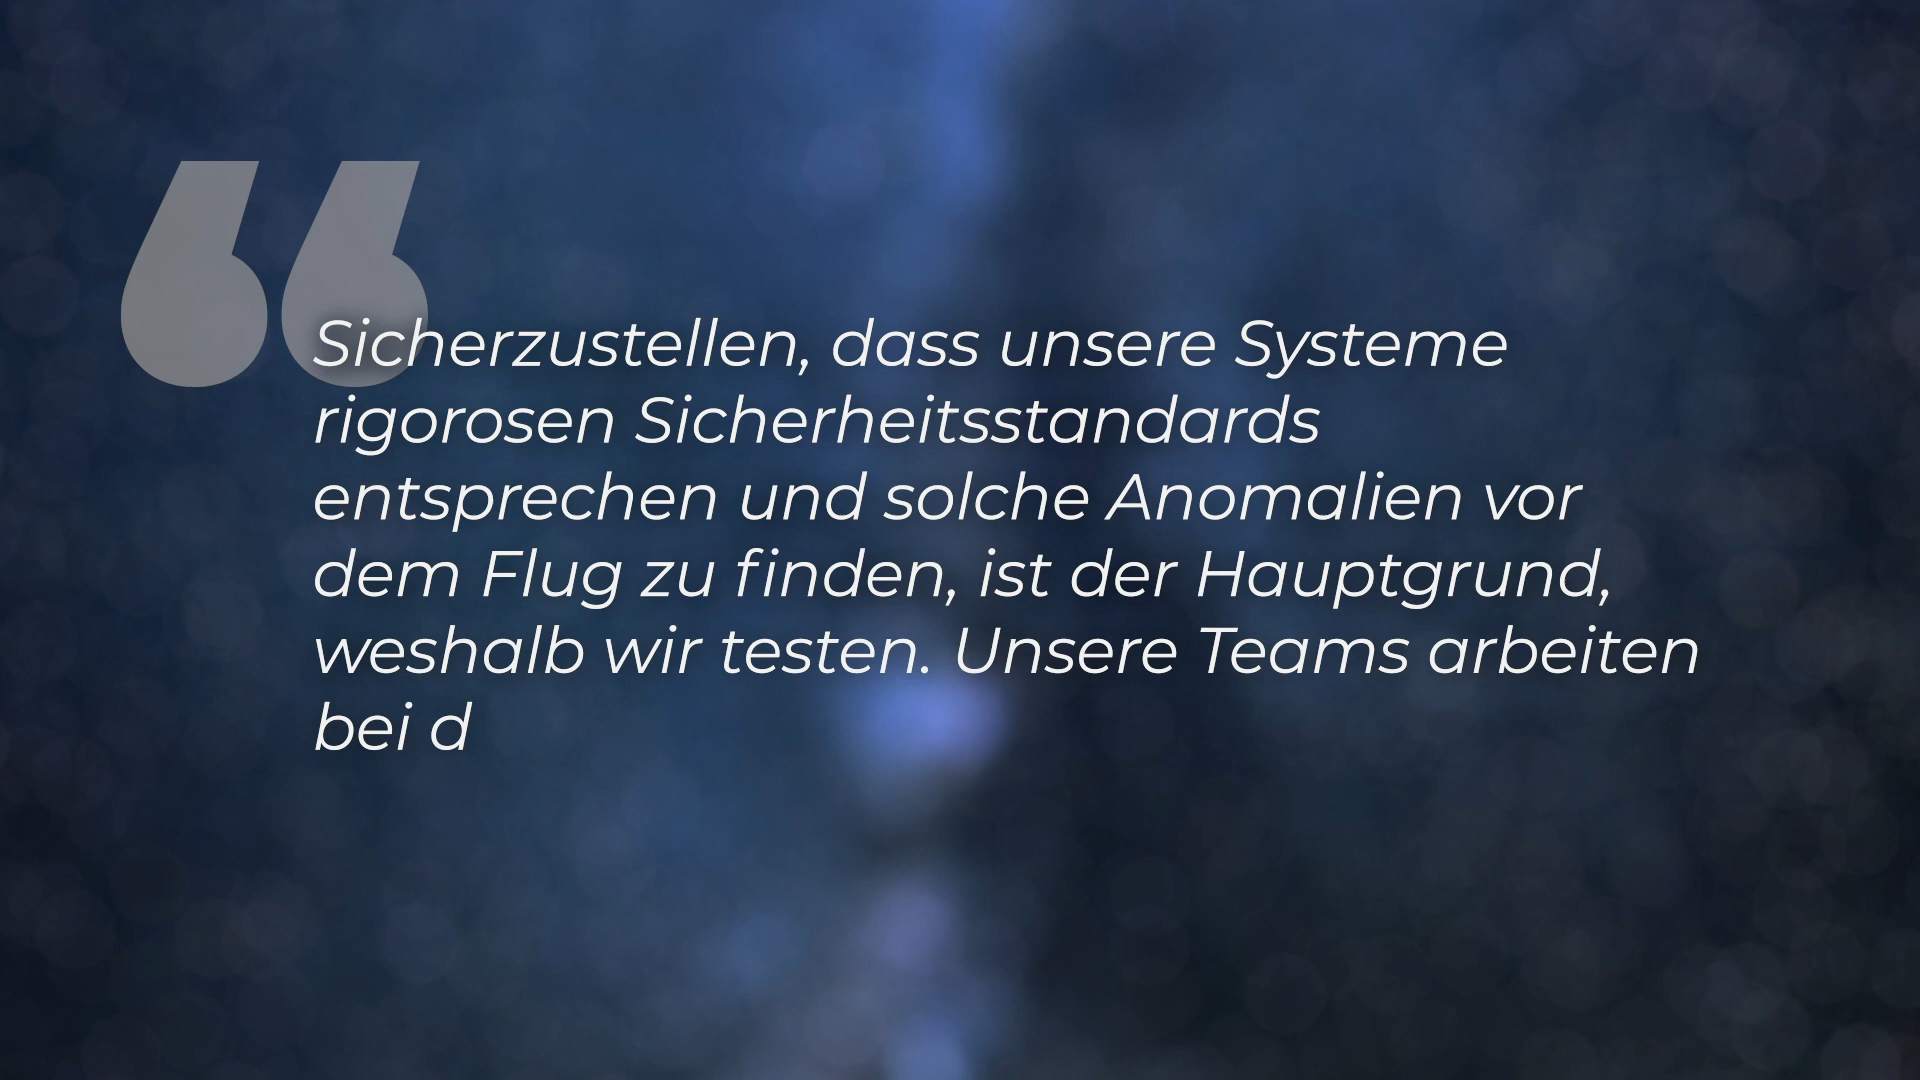 “
Sicherzustellen, dass unsere Systeme
rigorosen Sicherheitsstandards
entsprechen und solche Anomalien vor
dem Flug zu finden, ist der Hauptgrund,
weshalb wir testen. Unsere Teams arbeiten
bei d